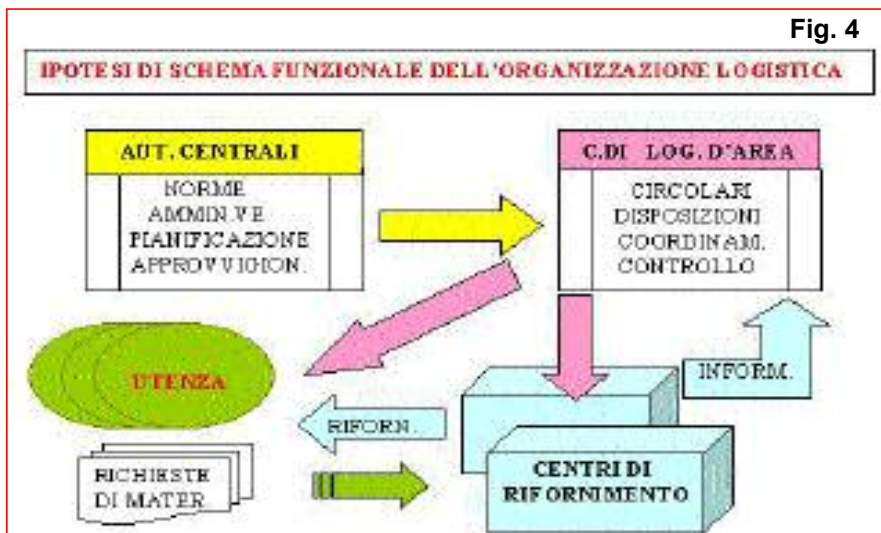 Fig. 4
IPOTESI DI SCHEMA FUNZIONALE DELL'ORGANIZZAZIONE LOGISTICA
AUT. CENTRALI
NORME
AMMIN.VE
PIANIFICAZIONE
APPROVVIGION.
C.DI LOG. D'AREA
CIRCOLARI
DISPOSIZIONI
COORDINAM.
CONTROLLO
UTENZA
INFORM.
RIFORN.
RICHIESTE
DI MATER
CENTRI DI
RIFORNIMENTO